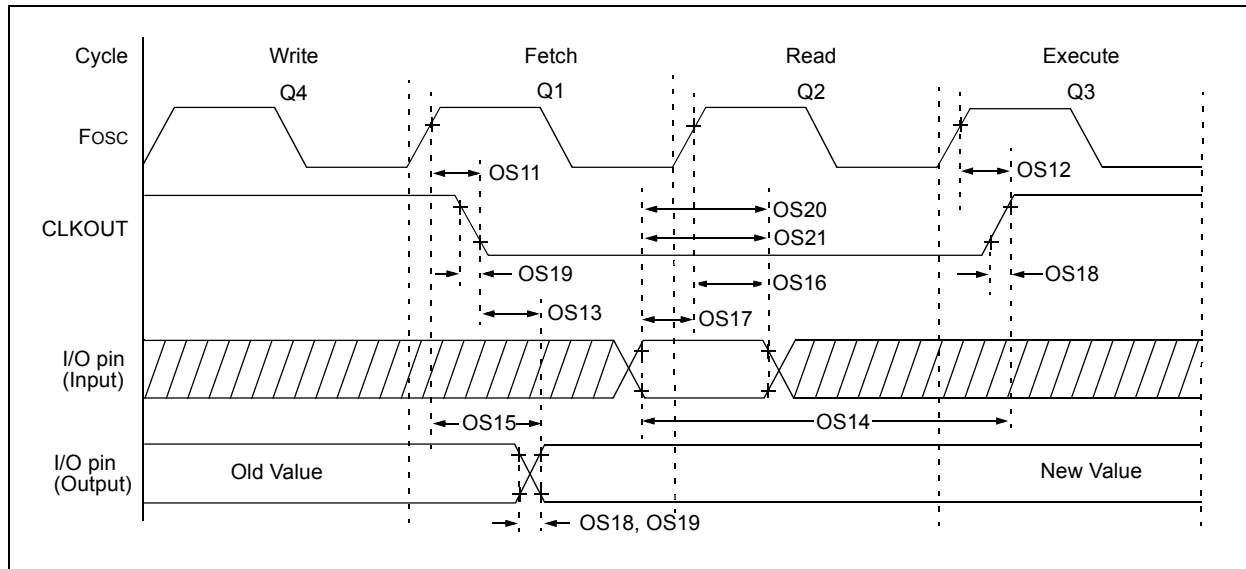 Cycle Write Fetch Read Execute
Q4 Q1 Q2 Q3
FOSC
OS11 OS12
CLKOUT
OS20
OS21
OS19 OS16 OS18
OS13 OS17
I/O pin
(Input)
OS15 OS14
I/O pin
(Output)
Old Value New Value
OS18, OS19